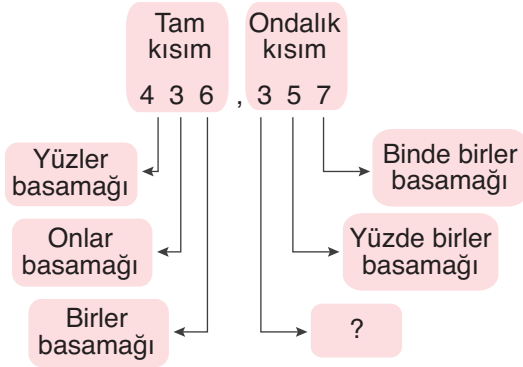 Tam
kısım
Ondalık
kısım
4 3 6 , 3 5 7
Yüzler
basamağı
Binde birler
basamağı
Onlar
basamağı
Yüzde birler
basamağı
Birler
basamağı
?